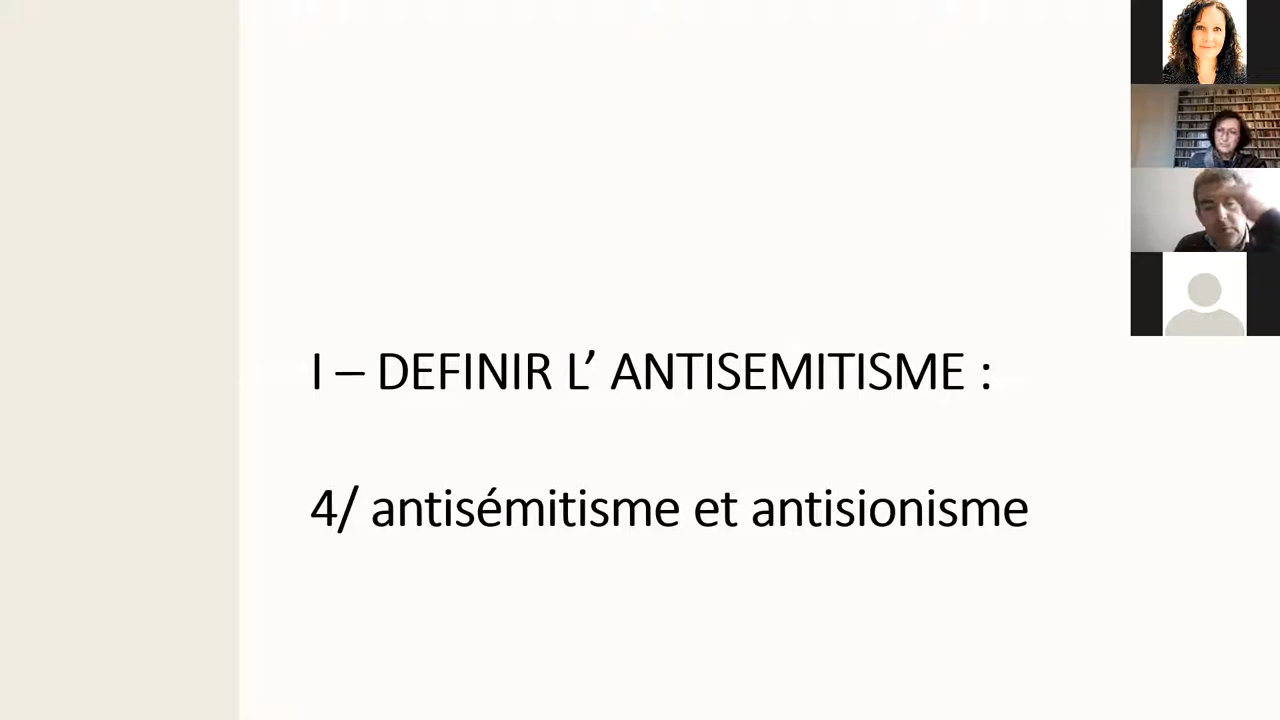 I – DEFINIR L’ ANTISEMITISME :
4/ antisémitisme et antisionisme